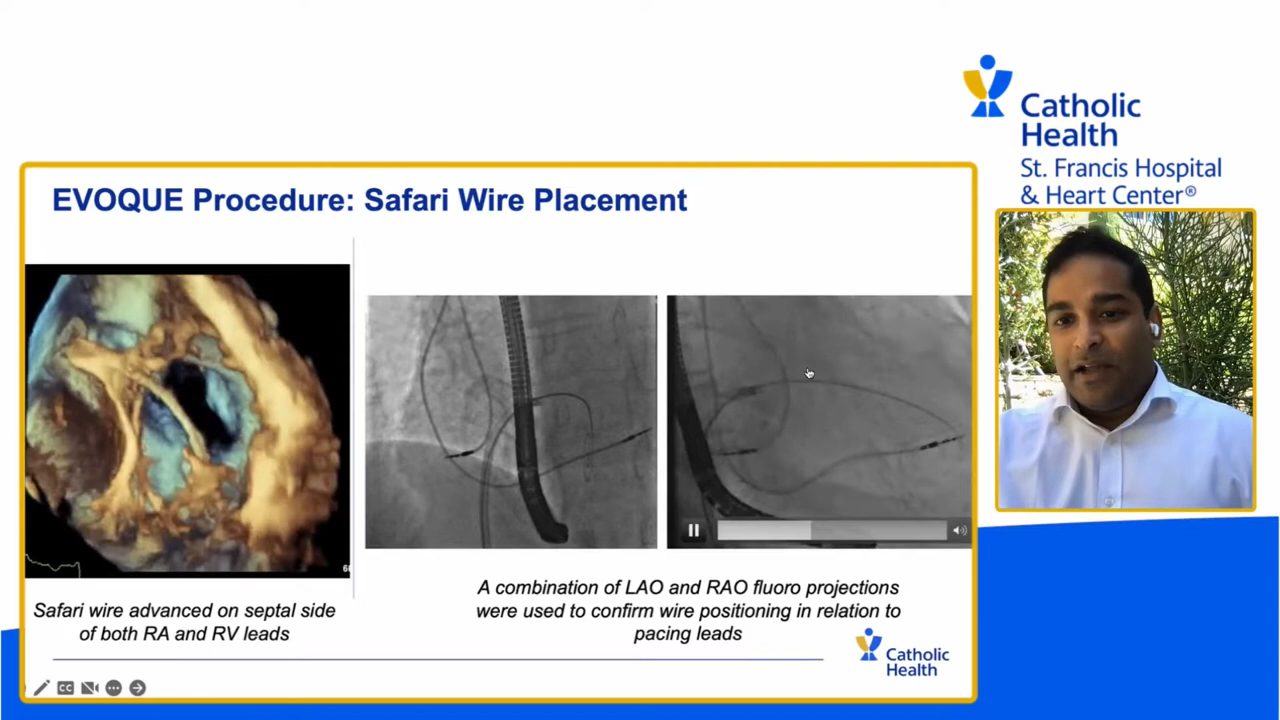 Catholic
Health
St. Francis Hospital
& Heart Center®
EVOQUE Procedure: Safari Wire Placement
Safari wire advanced on septal side
of both RA and RV leads
A combination of LAO and RAO fluoro projections
were used to confirm wire positioning in relation to
pacing leads
Catholic
Health
CC